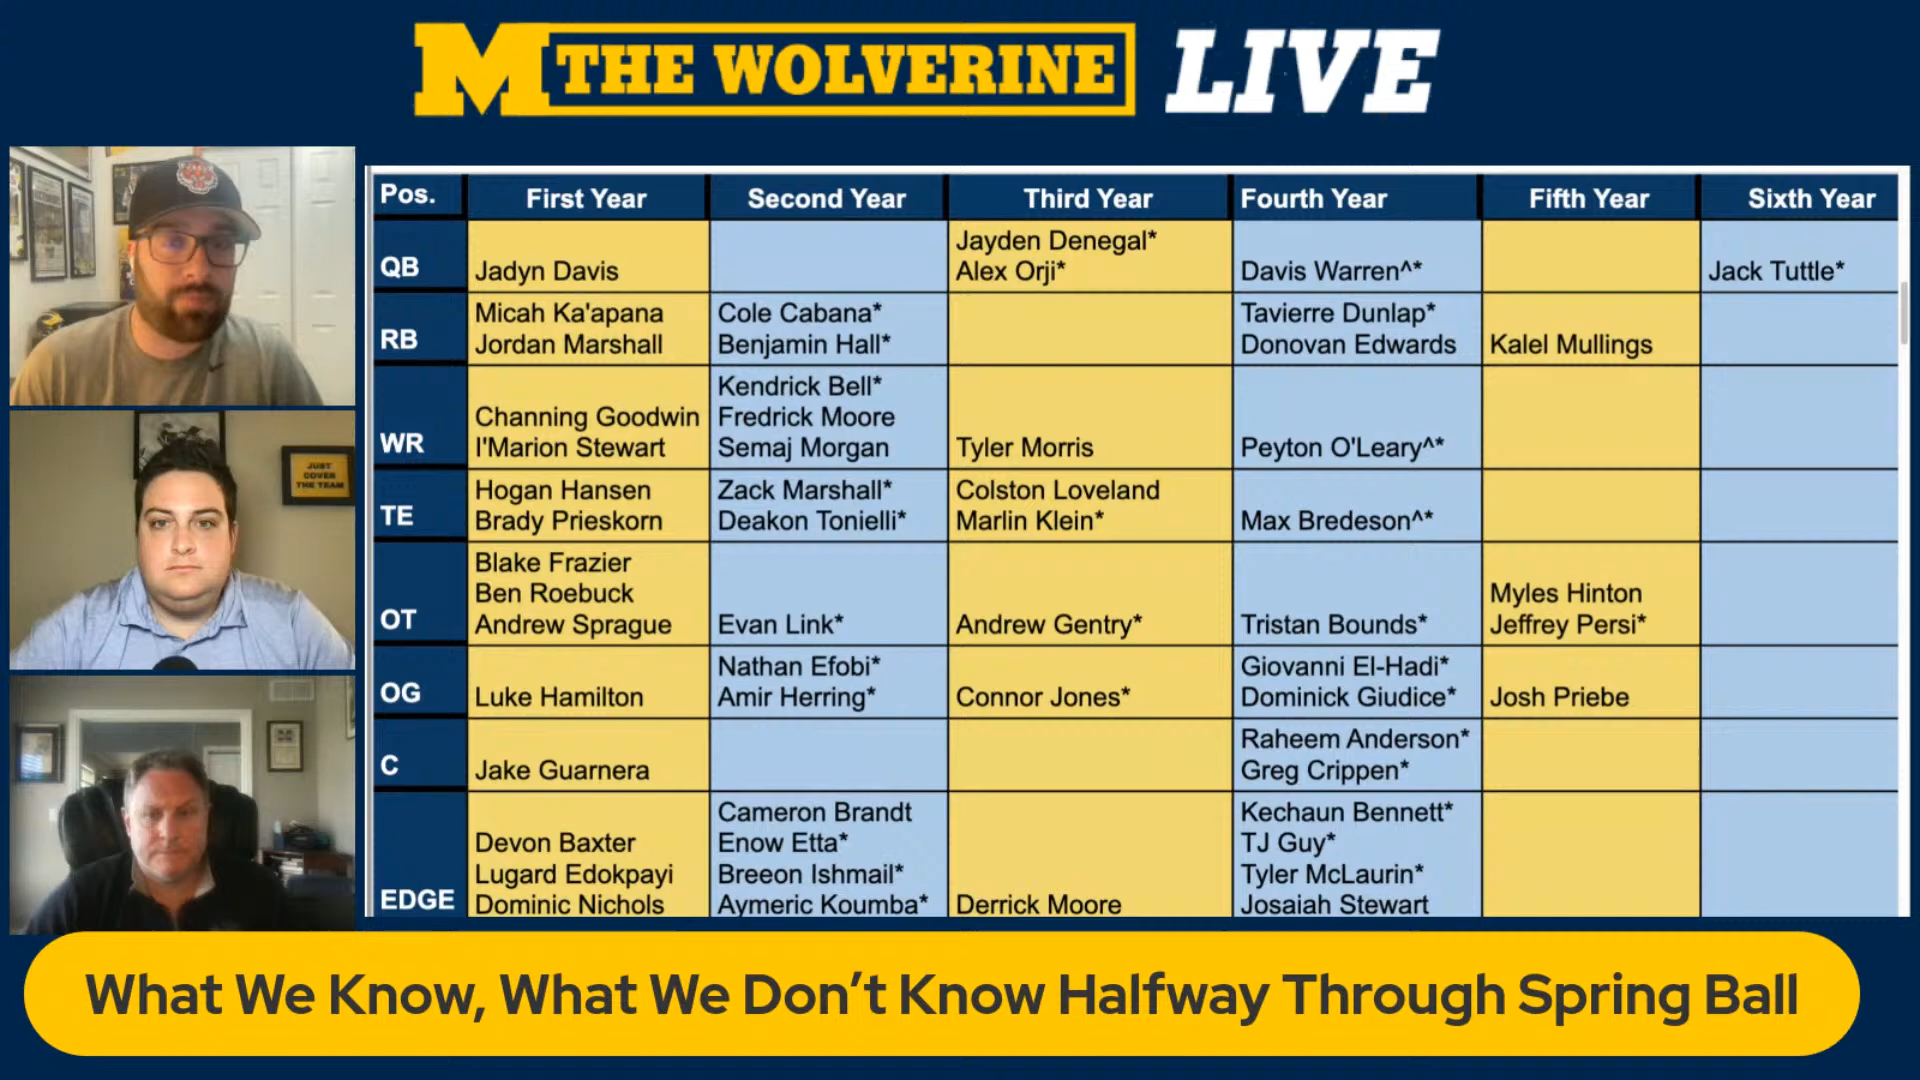 M THE WOLVERINE LIVE
JUST
COVER
THE TEAM
Pos. First Year Second Year Third Year Fourth Year Fifth Year Sixth Year
QB Jadyn Davis Jayden Denegal* Alex Orji* Davis Warren^* Jack Tuttle*
RB Micah Ka'apana Jordan Marshall Cole Cabana* Benjamin Hall* Tavierre Dunlap* Donovan Edwards Kalel Mullings
WR Channing Goodwin I'Marion Stewart Kendrick Bell* Fredrick Moore Semaj Morgan Tyler Morris Peyton O'Leary^*
TE Hogan Hansen Brady Prieskorn Zack Marshall* Deakon Tonielli* Colston Loveland Marlin Klein* Max Bredeson^*
OT Blake Frazier Ben Roebuck Andrew Sprague Evan Link* Andrew Gentry* Tristan Bounds* Myles Hinton Jeffrey Persi*
OG Luke Hamilton Nathan Efobi* Amir Herring* Connor Jones* Giovanni El-Hadi* Dominick Giudice* Josh Priebe
C Jake Guarnera Raheem Anderson* Greg Crippen*
EDGE Devon Baxter Lugard Edokpayi Dominic Nichols Cameron Brandt Enow Etta* Breeon Ishmail* Aymeric Koumba* Derrick Moore Kechaun Bennett* TJ Guy* Tyler McLaurin* Josaiah Stewart
What We Know, What We Don’t Know Halfway Through Spring Ball